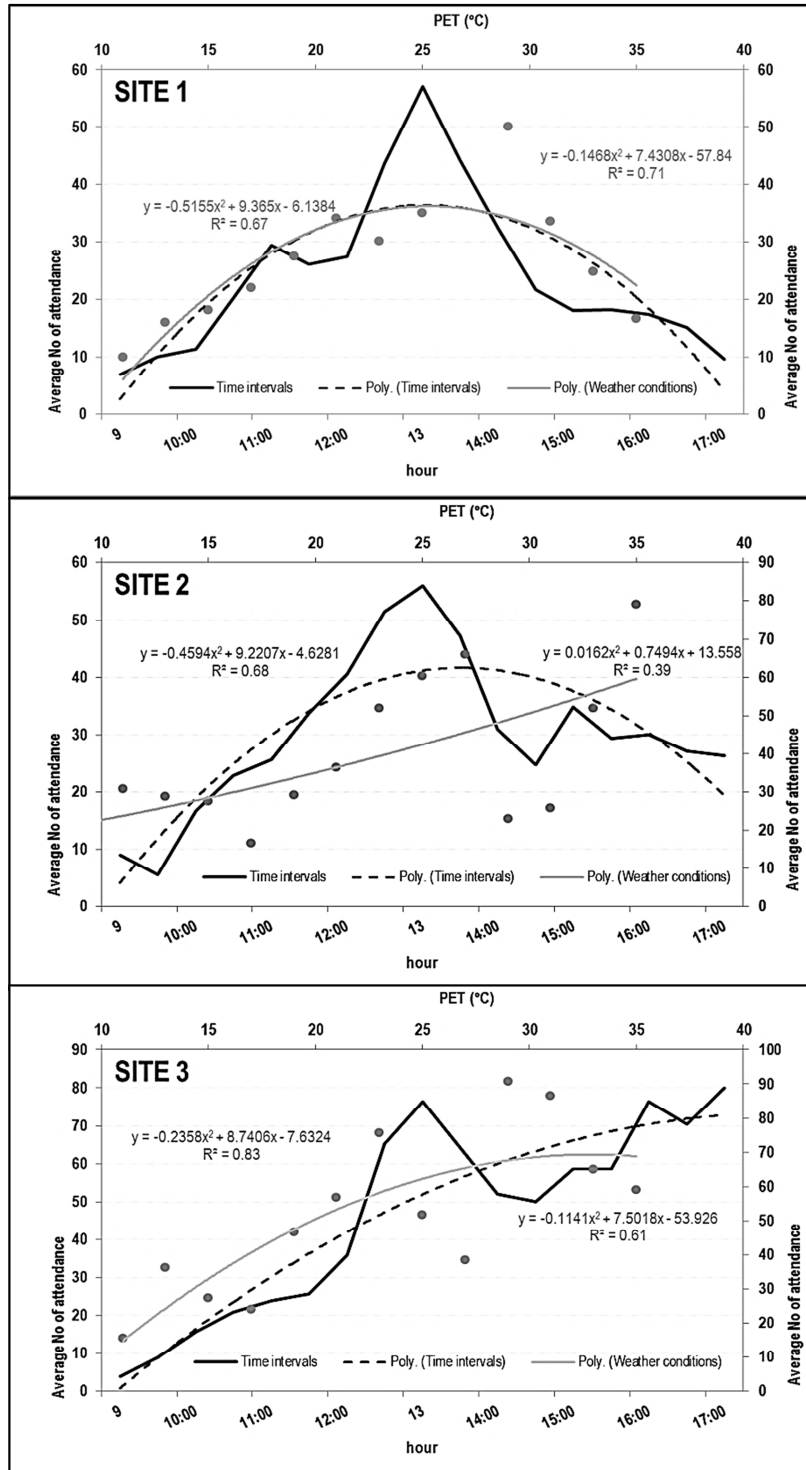 PET (°C)
10 15 20 25 30 35 40
SITE 1
60 50 40 30 20 10 0
Average No of attendance
y = -0.5155x² + 9.365x - 6.1384
R² = 0.67
y = -0.1468x² + 7.4308x - 57.84
R² = 0.71
60 50 40 30 20 10 0
Average No of attendance
Time intervals Poly. (Time intervals) Poly. (Weather conditions)
9 10:00 11:00 12:00 13 14:00 15:00 16:00 17:00
hour
PET (°C)
10 15 20 25 30 35 40
SITE 2
60 50 40 30 20 10 0
Average No of attendance
y = -0.4594x² + 9.2207x - 4.6281
R² = 0.68
y = 0.0162x² + 0.7494x + 13.558
R² = 0.39
90 80 70 60 50 40 30 20 10 0
Average No of attendance
Time intervals Poly. (Time intervals) Poly. (Weather conditions)
9 10:00 11:00 12:00 13 14:00 15:00 16:00 17:00
hour
PET (°C)
10 15 20 25 30 35 40
SITE 3
90 80 70 60 50 40 30 20 10 0
Average No of attendance
y = -0.2358x² + 8.7406x - 7.6324
R² = 0.83
y = -0.1141x² + 7.5018x - 53.926
R² = 0.61
100 90 80 70 60 50 40 30 20 10 0
Average No of attendance
Time intervals Poly. (Time intervals) Poly. (Weather conditions)
9 10:00 11:00 12:00 13 14:00 15:00 16:00 17:00
hour